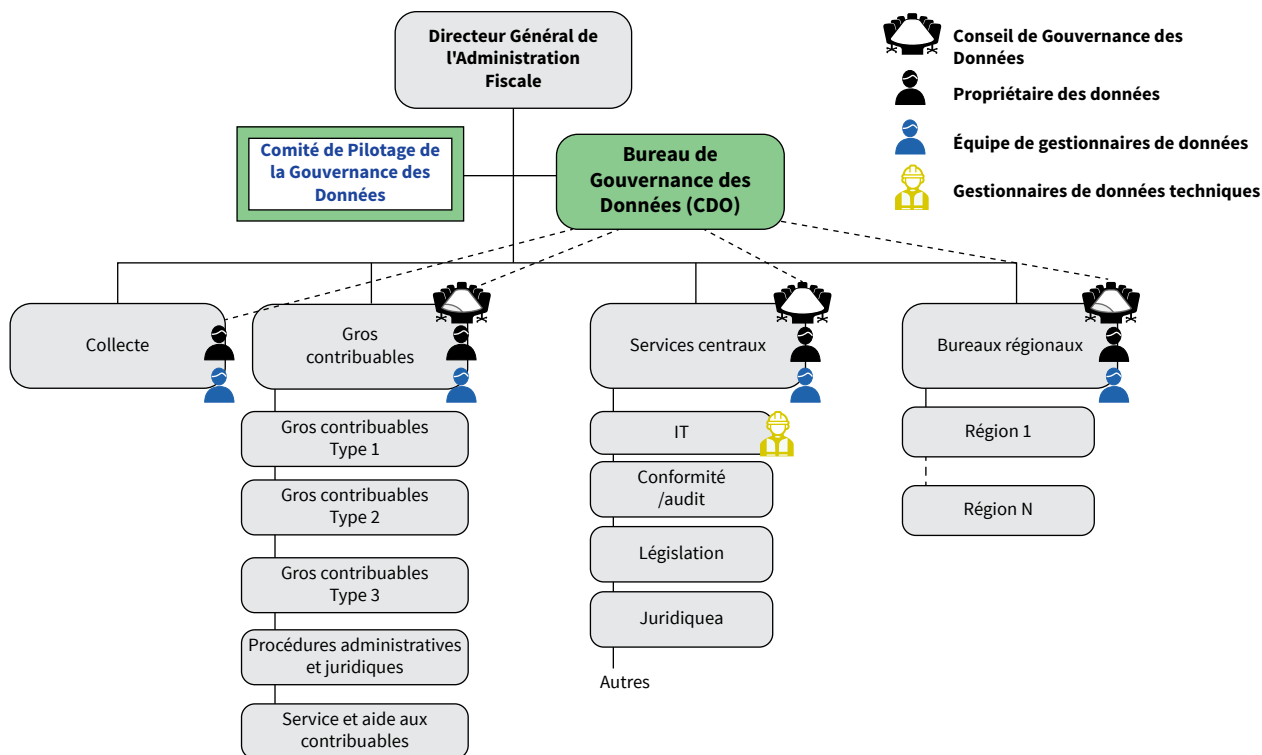 Directeur Général de
l'Administration
Fiscale
Conseil de Gouvernance des
Données
Propriétaire des données
Équipe de gestionnaires de données
Gestionnaires de données techniques
Comité de Pilotage de
la Gouvernance des
Données
Bureau de
Gouvernance des
Données (CDO)
Collecte
Gros
contribuables
Services centraux
Bureaux régionaux
Gros contribuables
Type 1
Gros contribuables
Type 2
Gros contribuables
Type 3
Procédures administratives
et juridiques
Service et aide aux
contribuables
IT
Conformité
/audit
Législation
Juridiquea
Autres
Région 1
Région N